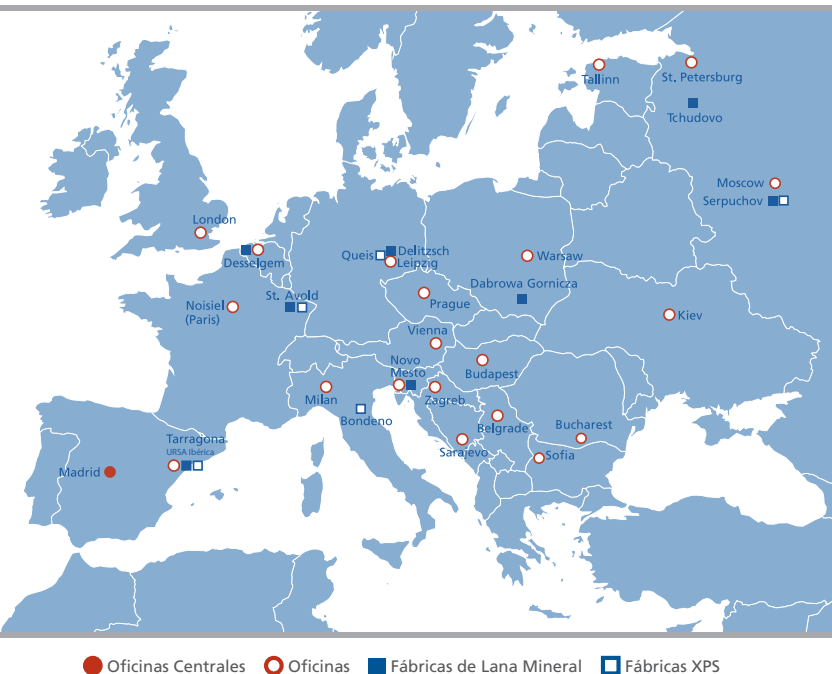 Tallinn
St. Petersburg
Tchudovo
Moscow
Serpuchov
London
Desselgem
Queis
Delitzsch
Leipzig
Warsaw
Dabrowa Gornicza
St. Avold
Noisiel
(Paris)
Prague
Kiev
Vienna
Novo
Mesto
Budapest
Milan
Zagreb
Bondeno
Belgrade
Bucharest
Sarajevo
Sofia
Tarragona
URSA Ibérica
Madrid
Oficinas Centrales
Oficinas
Fábricas de Lana Mineral
Fábricas XPS